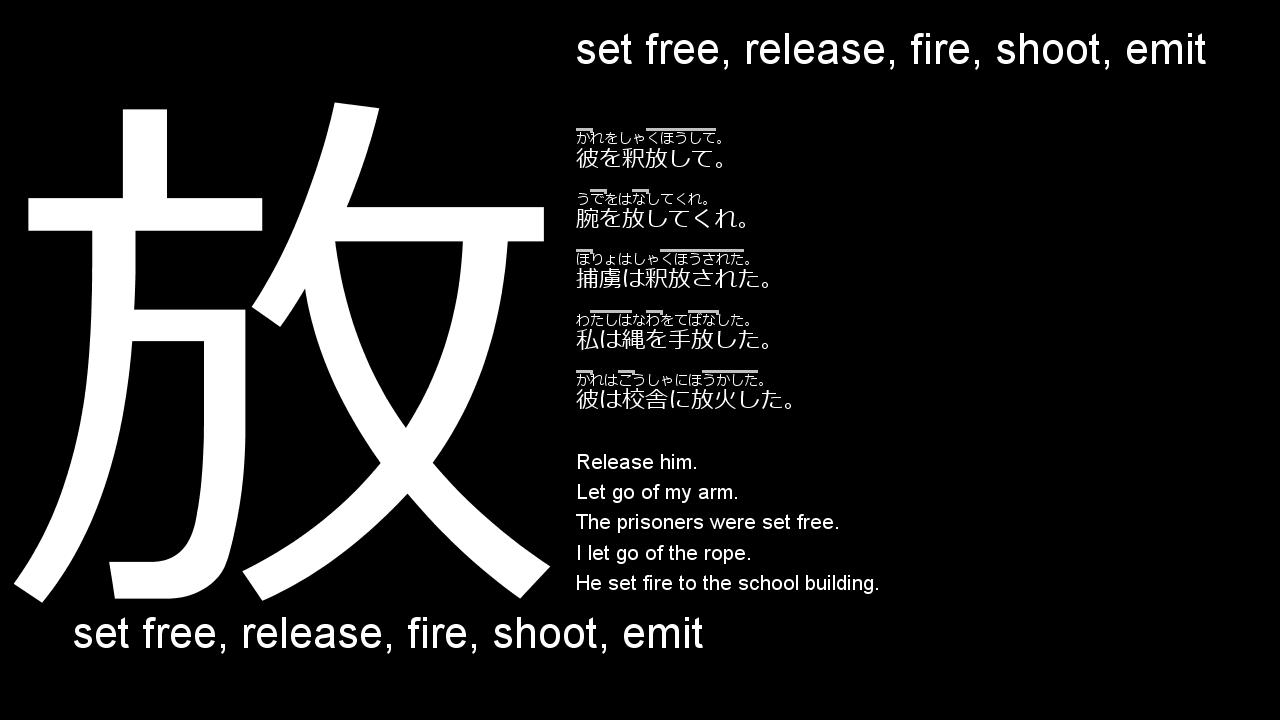 set free, release, fire, shoot, emit
放
かれをしゃくほうして。
彼を釈放して。
うでをはなしてくれ。
腕を放してくれ。
ほりょはしゃくほうされた。
捕虜は釈放された。
わたしはなわをてばなした。
私は縄を手放した。
かれはこうしゃにほうかした。
彼は校舎に放火した。
Release him.
Let go of my arm.
The prisoners were set free.
I let go of the rope.
He set fire to the school building.
set free, release, fire, shoot, emit